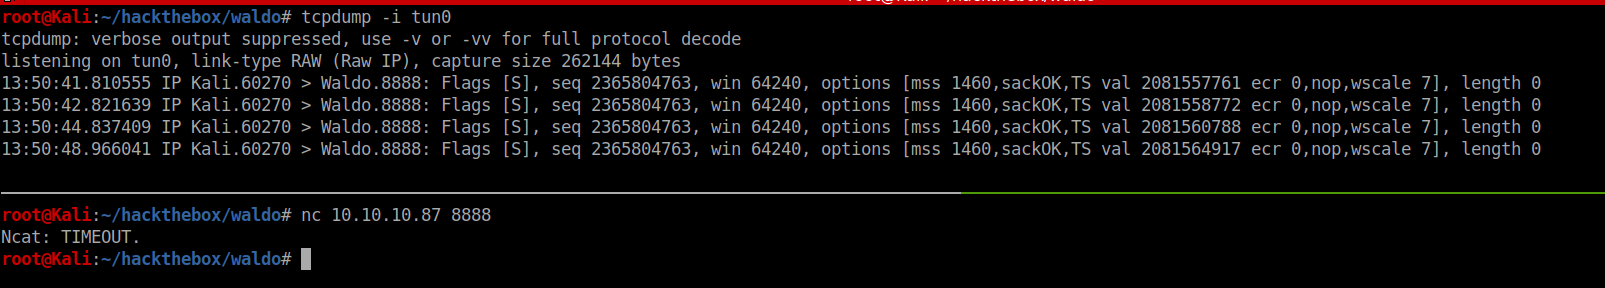 root@Kali:~/hackthebox/waldo# tcpdump -i tun0
tcpdump: verbose output suppressed, use -v or -vv for full protocol decode
listening on tun0, link-type RAW (Raw IP), capture size 262144 bytes
13:50:41.810555 IP Kali.60270 > Waldo.8888: Flags [S], seq 2365804763, win 64240, options [mss 1460,sackOK,TS val 2081557761 ecr 0,nop,wscale 7], length 0
13:50:42.821639 IP Kali.60270 > Waldo.8888: Flags [S], seq 2365804763, win 64240, options [mss 1460,sackOK,TS val 2081558772 ecr 0,nop,wscale 7], length 0
13:50:44.837409 IP Kali.60270 > Waldo.8888: Flags [S], seq 2365804763, win 64240, options [mss 1460,sackOK,TS val 2081560788 ecr 0,nop,wscale 7], length 0
13:50:48.966041 IP Kali.60270 > Waldo.8888: Flags [S], seq 2365804763, win 64240, options [mss 1460,sackOK,TS val 2081564917 ecr 0,nop,wscale 7], length 0
root@Kali:~/hackthebox/waldo# nc 10.10.10.87 8888
Ncat: TIMEOUT.
root@Kali:~/hackthebox/waldo#